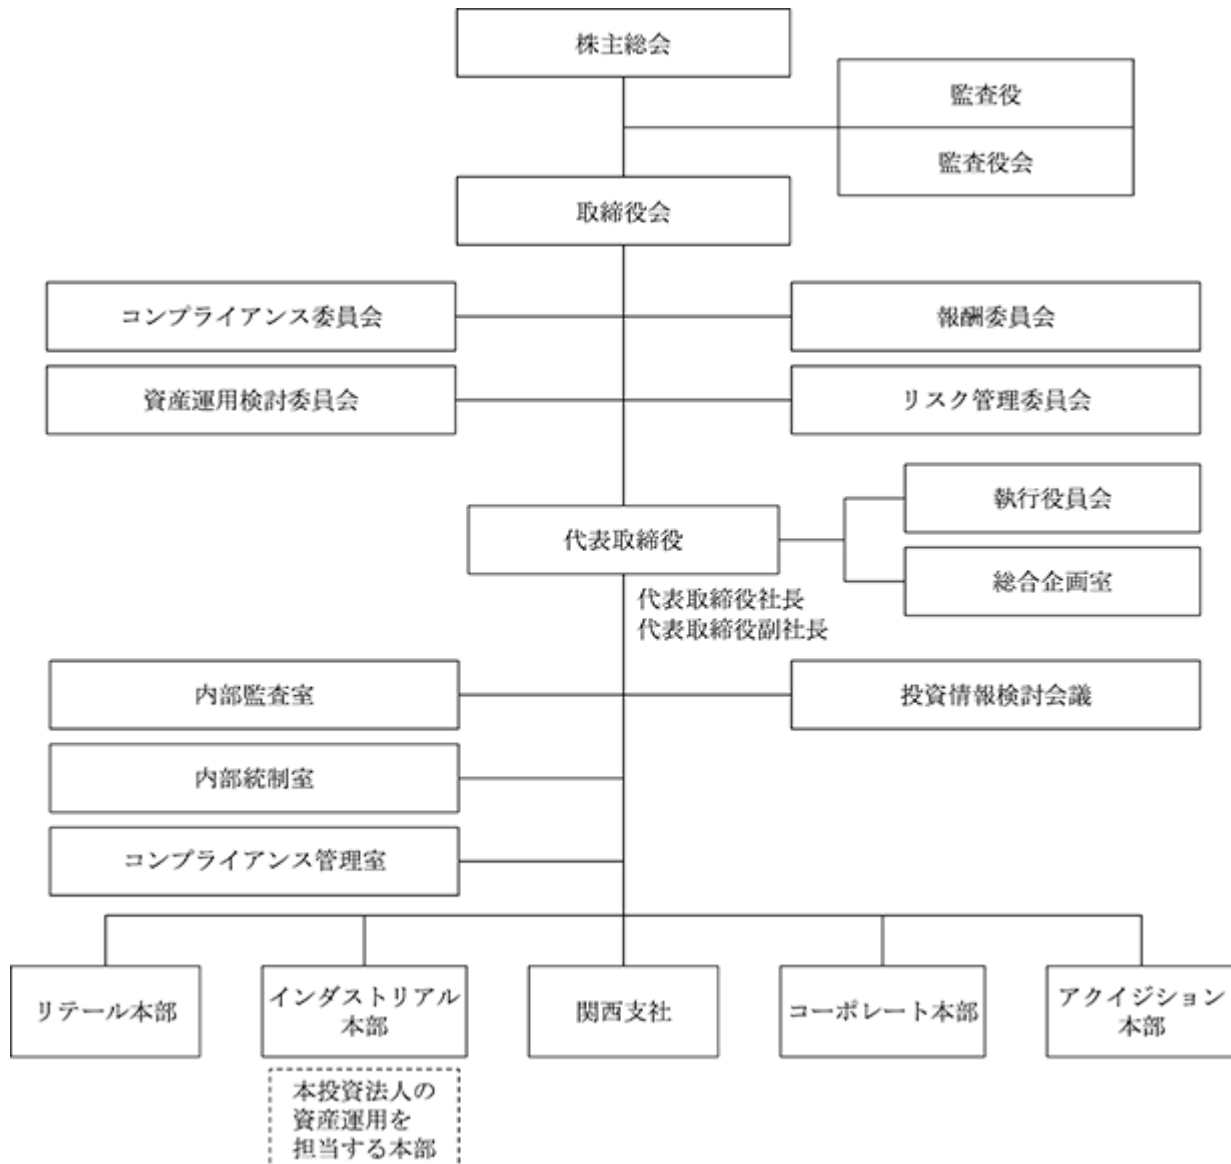 株主総会
監査役
監査役会
取締役会
コンプライアンス委員会
報酬委員会
資産運用検討委員会
リスク管理委員会
執行役員会
代表取締役
総合企画室
代表取締役社長
代表取締役副社長
内部監査室
投資情報検討会議
内部統制室
コンプライアンス管理室
リテール本部
インダストリアル
本部
関西支社
コーポレート本部
アクイジション
本部
本投資法人の
資産運用を
担当する本部